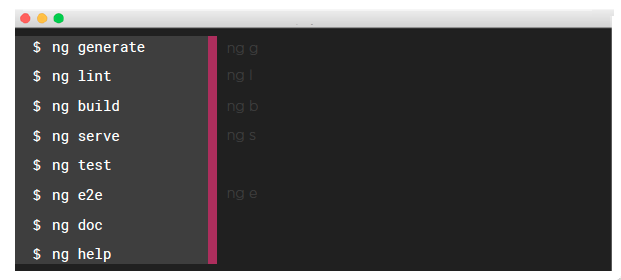 $ ng generate ng g
$ ng lint ng l
$ ng build ng b
$ ng serve ng s
$ ng test
$ ng e2e ng e
$ ng doc
$ ng help